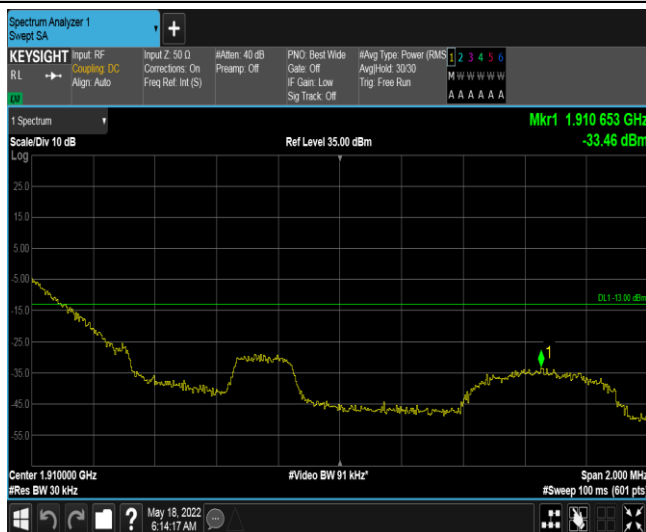 Spectrum Analyzer 1
Swept SA
+
KEYSIGHT
RL
Input: RF
Coupling: DC
Align: Auto
Input Z: 50 Ω
Corrections: On
Freq Ref: Int (S)
#Atten: 40 dB
Preamp: Off
PNO: Best Wide
Gate: Off
IF Gain: Low
Sig Track: Off
#Avg Type: Power (RMS
Avg|Hold: 30/30
Trig: Free Run
1 2 3 4 5 6
M W W W W W
A A A A A A
1 Spectrum
Scale/Div 10 dB
Ref Level 35.00 dBm
Mkr1 1.910 653 GHz
-33.46 dBm
Log
25.0
15.0
5.00
-5.00
-15.0
-25.0
-35.0
-45.0
-55.0
DL1 -13.00 dBm
1
Center 1.910000 GHz
#Res BW 30 kHz
#Video BW 91 kHz*
Span 2.000 MHz
#Sweep 100 ms (601 pts)
?
May 18, 2022
6:14:17 AM